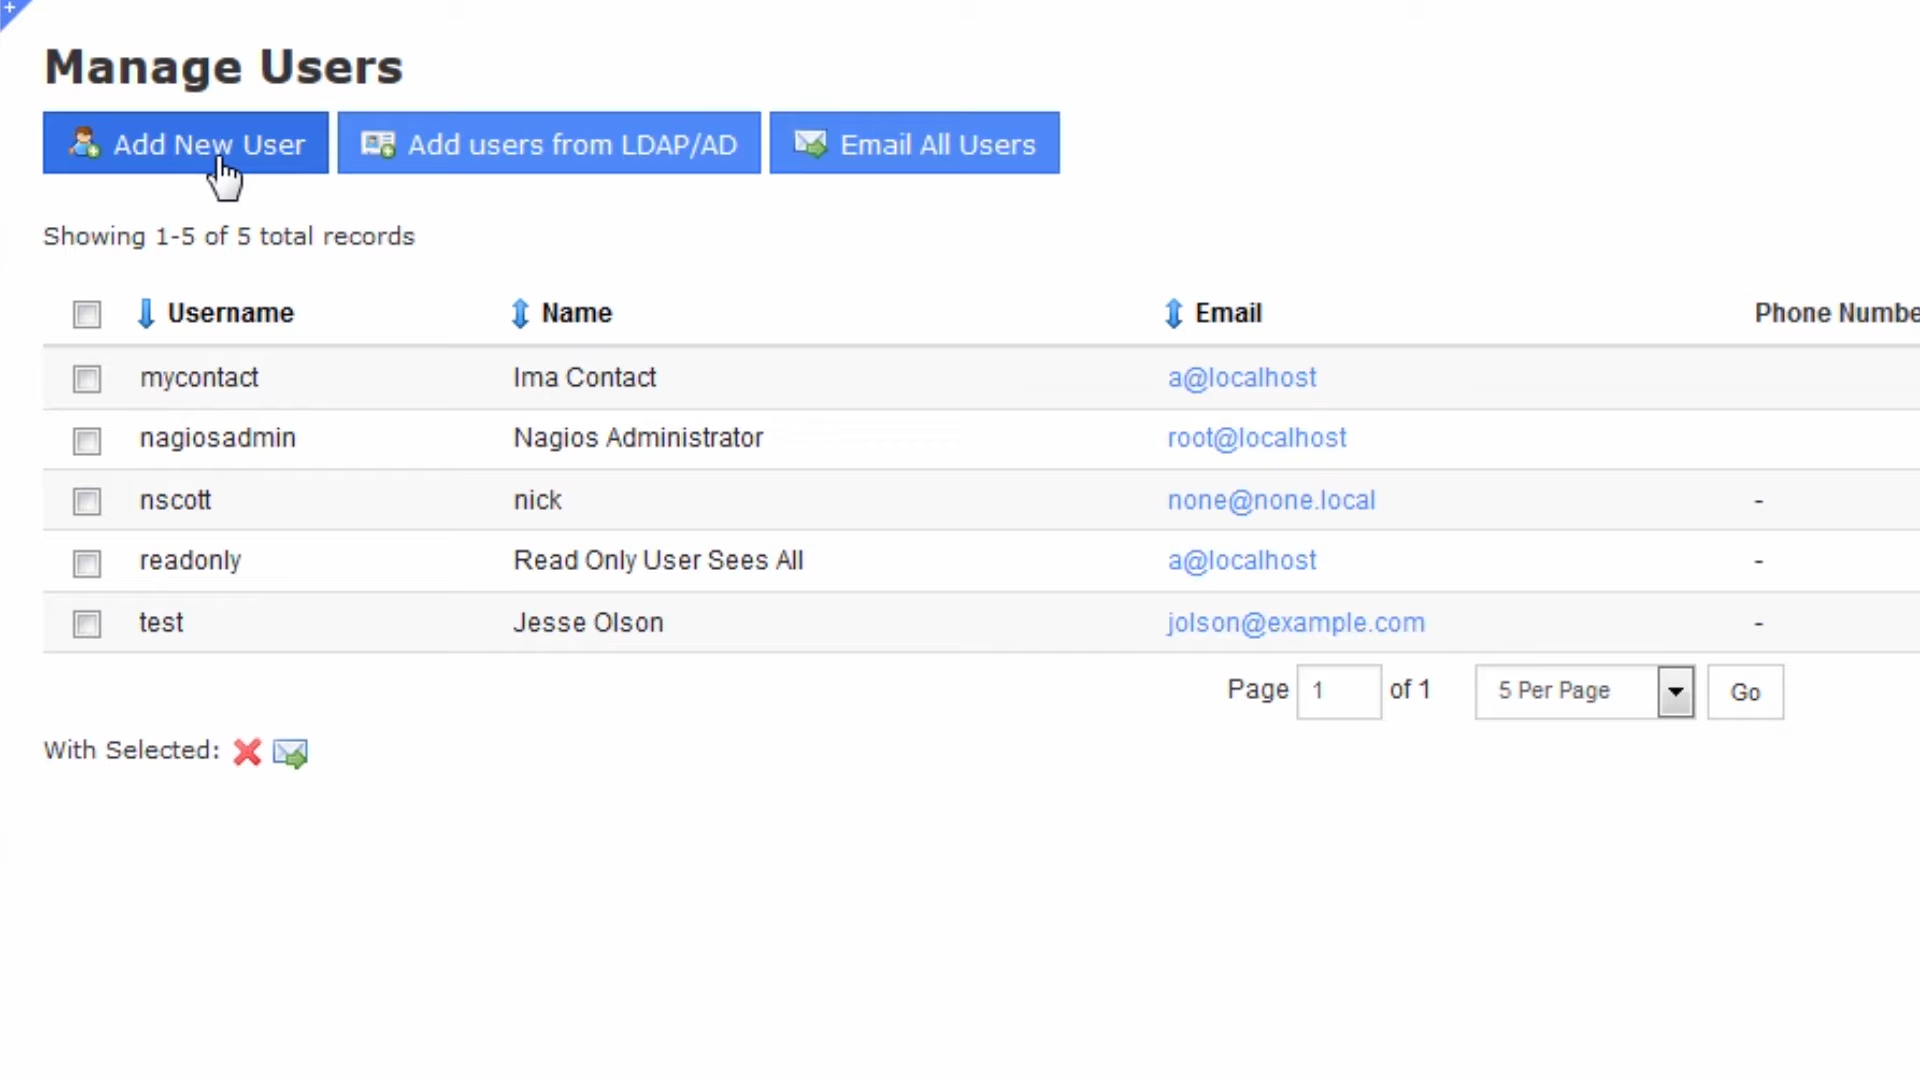 Manage Users
Add New User Add users from LDAP/AD Email All Users
Showing 1-5 of 5 total records
Username Name Email Phone Numbe
mycontact Ima Contact a@localhost
nagiosadmin Nagios Administrator root@localhost
nscott nick none@none.local -
readonly Read Only User Sees All a@localhost -
test Jesse Olson jolson@example.com -
Page 1 of 1 5 Per Page Go
With Selected: